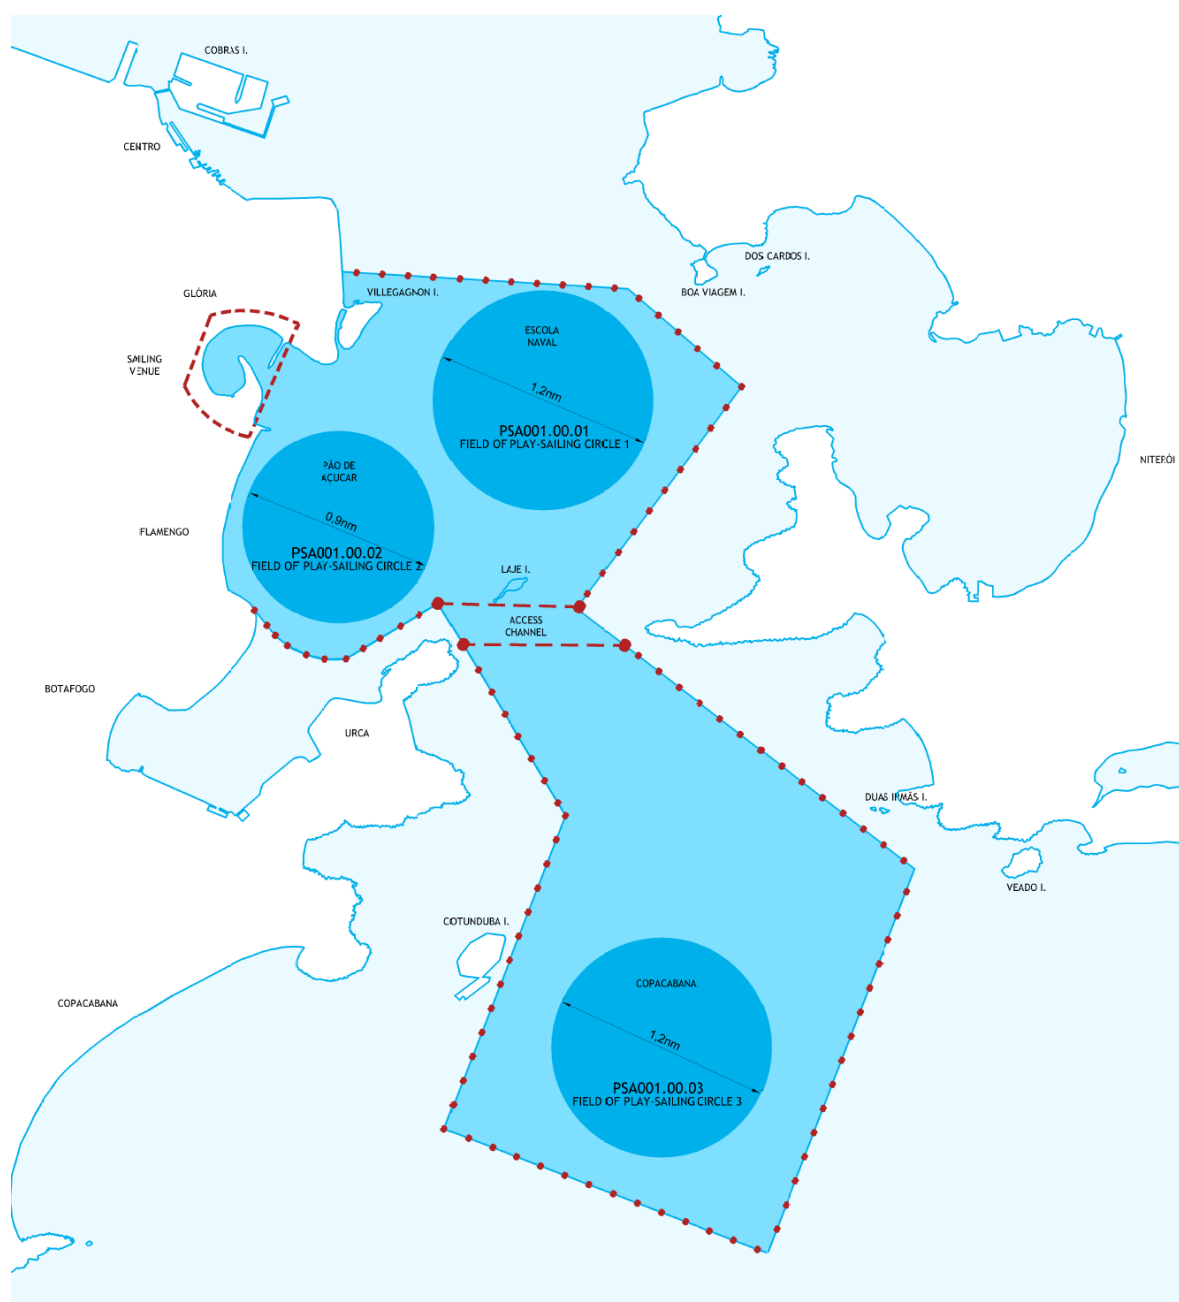 COBRAS I.
CENTRO
DOS CARDOS I.
GLÓRIA
VILLEGAGNON I.
BOA VIAGEM I.
ESCOLA
NAVAL
SAILING
VENUE
1,2nm
PSA001.00.01
FIELD OF PLAY-SAILING CIRCLE 1
NITERÓI
PÃO DE
AÇUCAR
0,9nm
FLAMENGO
PSA001.00.02
FIELD OF PLAY-SAILING CIRCLE 2
LAJE I.
ACCESS
CHANNEL
BOTAFOGO
URCA
DUAS IRMÃS I.
VEADO I.
COTUNDUBA I.
COPACABANA
COPACABANA
1,2nm
PSA001.00.03
FIELD OF PLAY-SAILING CIRCLE 3